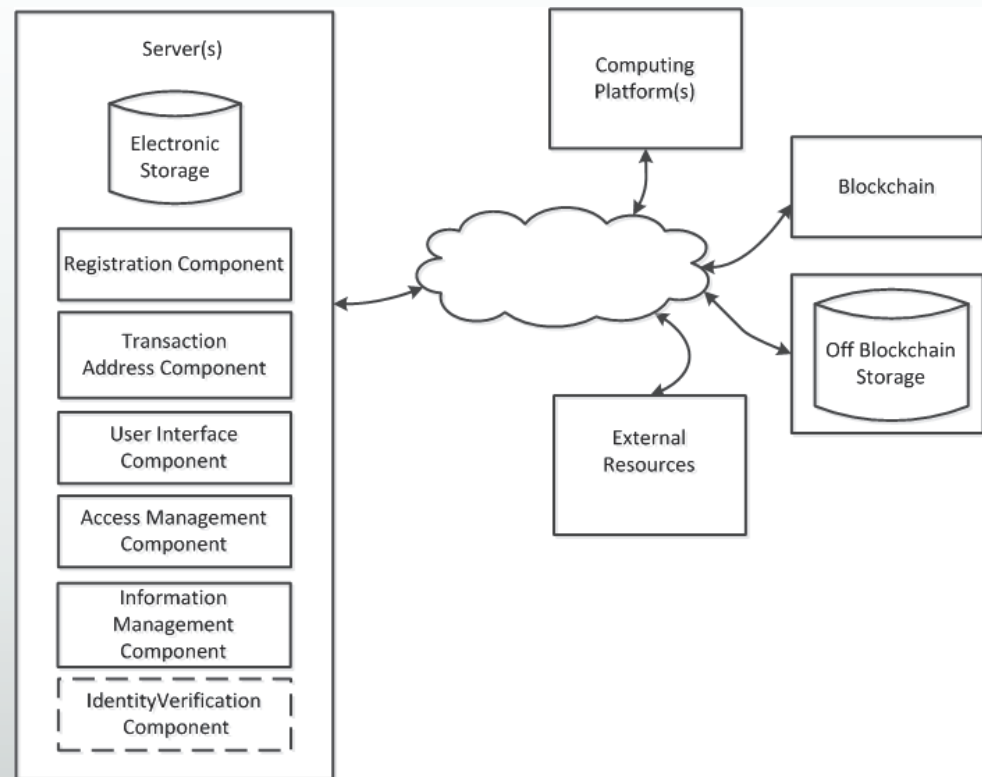 Server(s)
Electronic
Storage
Registration Component
Transaction
Address Component
User Interface
Component
Access Management
Component
Information
Management
Component
IdentityVerification
Component
Computing
Platform(s)
Blockchain
Off Blockchain
Storage
External
Resources